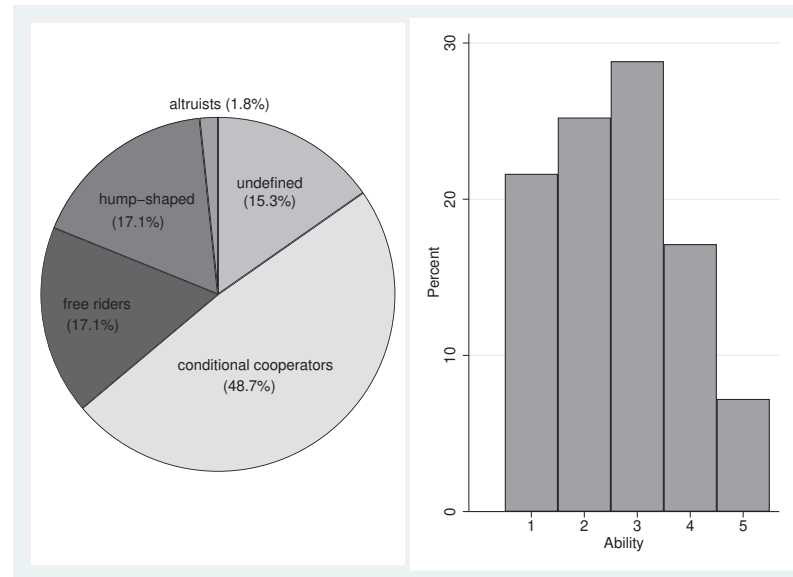 altruists (1.8%)
undefined
(15.3%)
hump–shaped
(17.1%)
free riders
(17.1%)
conditional cooperators
(48.7%)
30
20
10
0
Percent
1 2 3 4 5
Ability